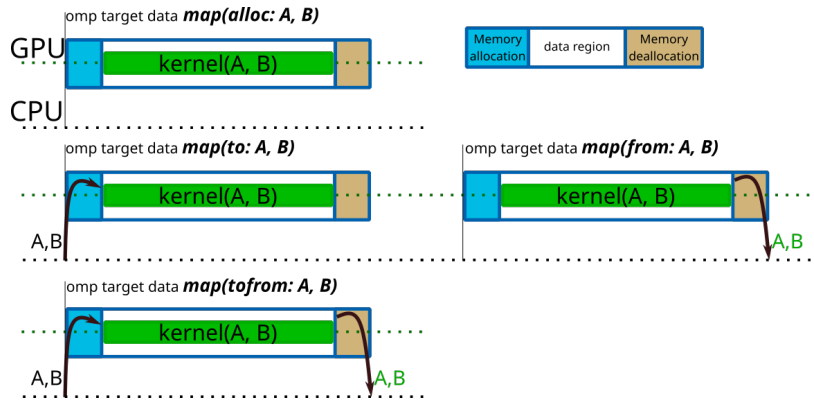 omp target data map(alloc: A, B)
GPU
kernel(A, B)
CPU
Memory
allocation
data region
Memory
deallocation
omp target data map(to: A, B)
kernel(A, B)
A,B
omp target data map(from: A, B)
kernel(A, B)
A,B
omp target data map(tofrom: A, B)
kernel(A, B)
A,B
A,B